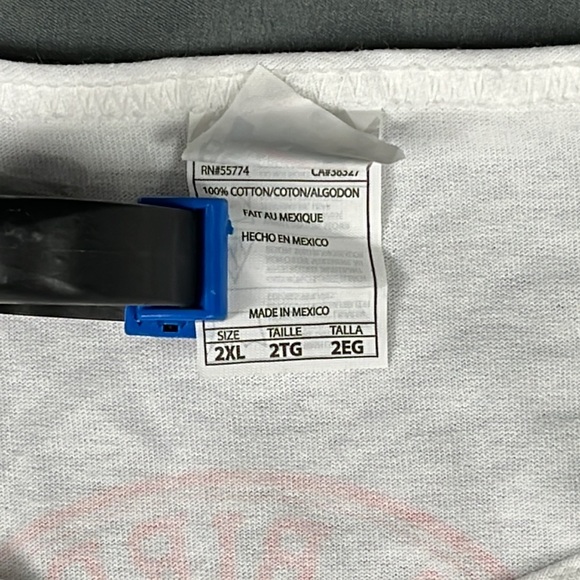 RN#55774 CA#38327
100% COTTON/COTON/ALGODON
FAIT AU MEXIQUE
HECHO EN MEXICO
MADE IN MEXICO
SIZE TAILLE TALLA
2XL 2TG 2EG